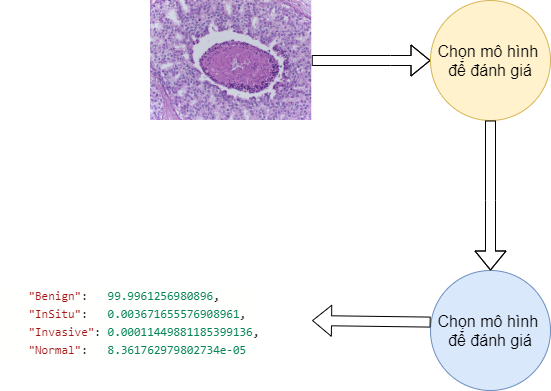 Chọn mô hình
để đánh giá
Chọn mô hình
để đánh giá
"Benign": 99.9961256980896,
"InSitu": 0.003671655576908961,
"Invasive": 0.00011449881185399136,
"Normal": 8.361762979802734e-05